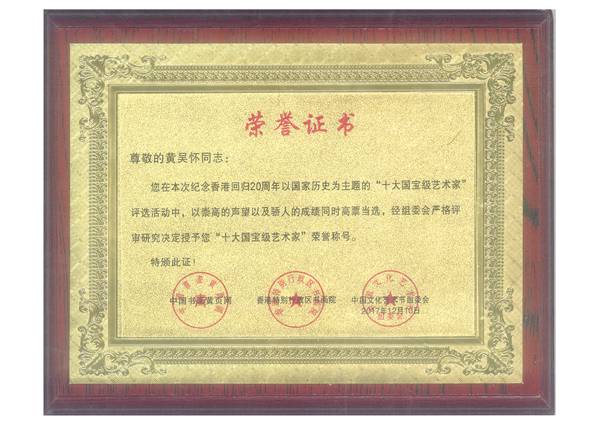 荣誉证书
尊敬的黄吴怀同志：
您在本次纪念香港回归20周年以国家历史为主题的“十大国宝级艺术家”
评选活动中，以崇高的声望以及骄人的成绩同时高票当选，经组委会严格评
审研究决定授予您“十大国宝级艺术家”荣誉称号。
特颁此证！
中国书画黄页网 香港特别行政区书画院 中国文化艺术节组委会
2017年12月10日